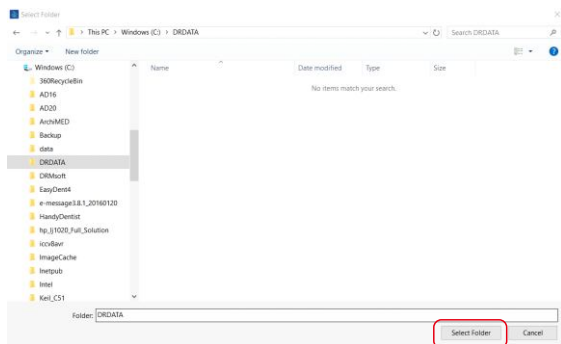 Select Folder
This PC > Windows (C:) > DRDATA
Search DRDATA
Organize
New folder
Windows (C:)
Name
Date modified
Type
Size
360RecycleBin
No items match your search.
AD16
AD20
ArchiMED
Backup
data
DRDATA
DRMsoft
EasyDent4
e-message3.8.1_20160120
HandyDentist
hp_lj1020_Full_Solution
iccv8avr
ImageCache
Inetpub
Intel
Keil_C51
Folder: DRDATA
Select Folder
Cancel